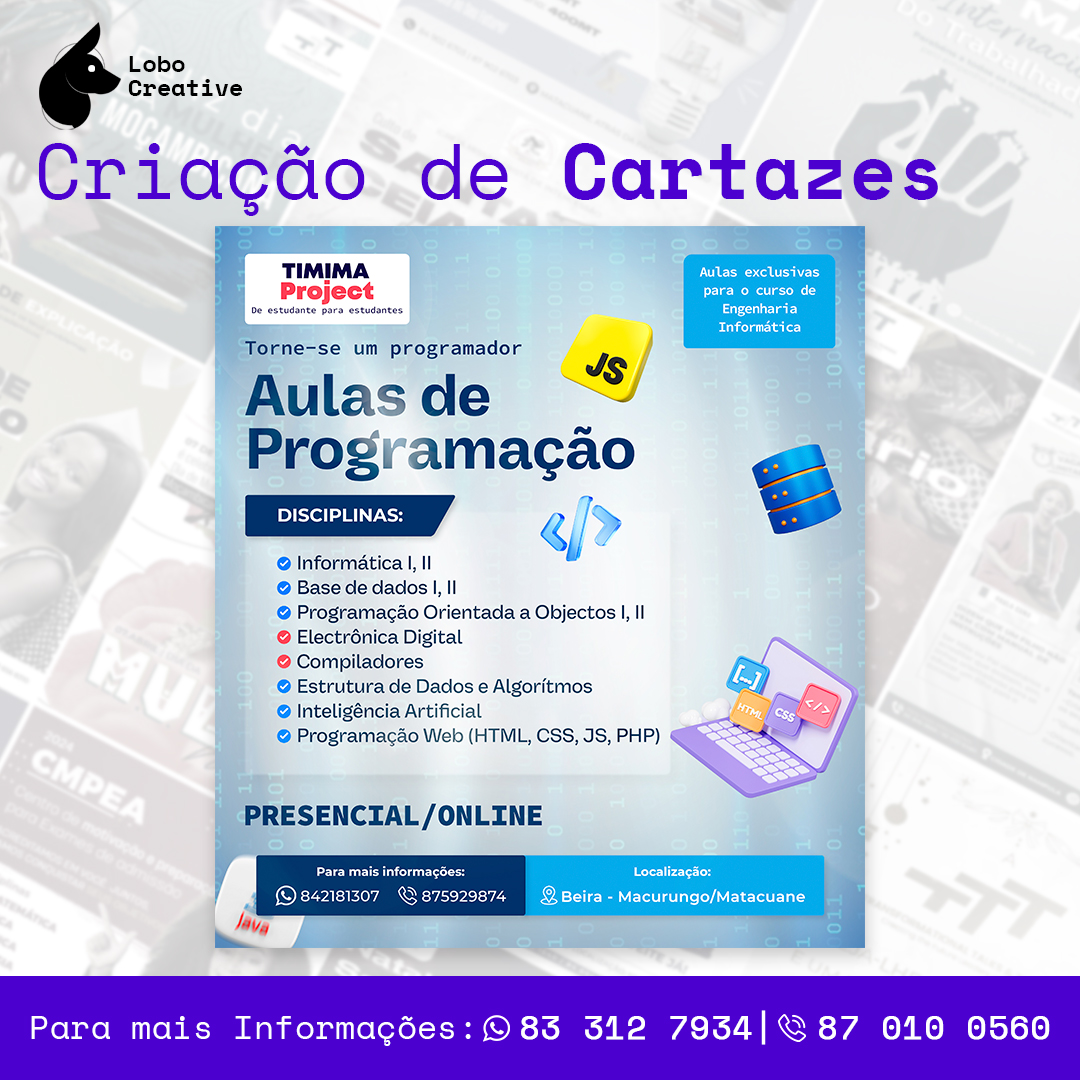 Lobo
Creative
Criação de Cartazes
TIMIMA
Project
De estudante para estudantes
Aulas exclusivas
para o curso de
Engenharia
Informática
Torne-se um programador
JS
Aulas de
Programação
DISCIPLINAS:
</>
Informática I, II
Base de dados I, II
Programação Orientada a Objectos I, II
Electrônica Digital
Compiladores
Estrutura de Dados e Algorítmos
Inteligência Artificial
Programação Web (HTML, CSS, JS, PHP)
[...]
HTML
CSS
</>
PRESENCIAL/ONLINE
Para mais informações:
842181307 875929874
Localização:
Beira - Macurungo/Matacuane
Java
Para mais Informações: 83 312 7934| 87 010 0560